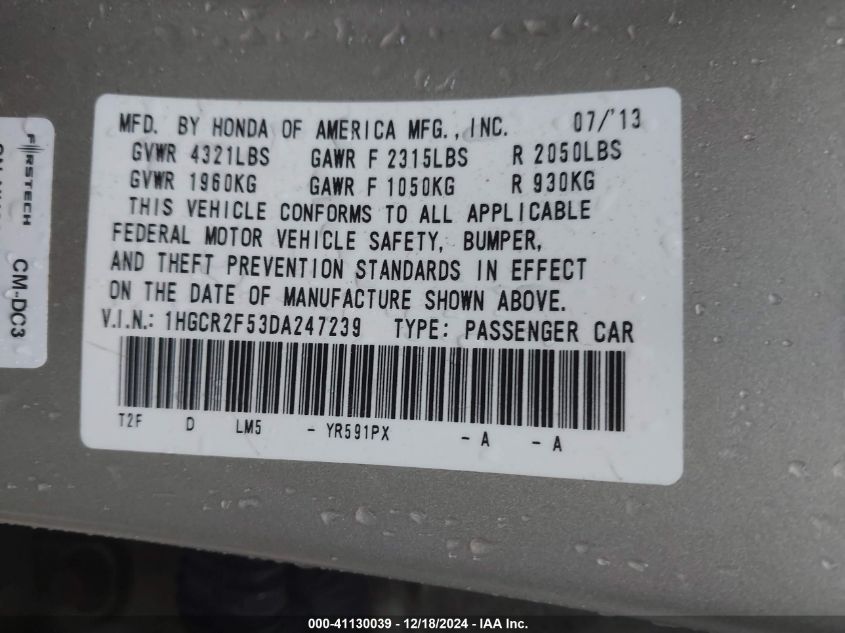 MFD. BY HONDA OF AMERICA MFG., INC. 07/'13
GVWR 4321LBS GAWR F 2315LBS R 2050LBS
GVWR 1960KG GAWR F 1050KG R 930KG
THIS VEHICLE CONFORMS TO ALL APPLICABLE
FEDERAL MOTOR VEHICLE SAFETY, BUMPER,
AND THEFT PREVENTION STANDARDS IN EFFECT
ON THE DATE OF MANUFACTURE SHOWN ABOVE.
V.I.N.: 1HGCR2F53DA247239 TYPE: PASSENGER CAR
T2F D LM5 - YR591PX - A - A
FIRSTECH
CM-DC3
000-41130039 - 12/18/2024 - IAA Inc.